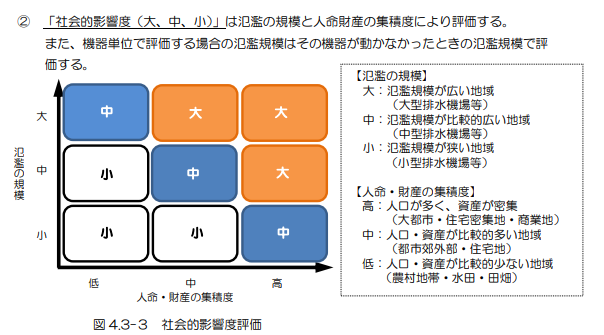 ② 「社会的影響度（大、中、小）」は氾濫の規模と人命財産の集積度により評価する。
また、機器単位で評価する場合の氾濫規模はその機器が動かなかったときの氾濫規模で評
価する。
氾濫の規模
大
中
小
中 大 大
小 中 大
小 小 中
低 中 高
人命・財産の集積度
【氾濫の規模】
大：氾濫規模が広い地域
（大型排水機場等）
中：氾濫規模が比較的広い地域
（中型排水機場等）
小：氾濫規模が狭い地域
（小型排水機場等）
【人命・財産の集積度】
高：人口が多く、資産が密集
（大都市・住宅密集地・商業地）
中：人口・資産が比較的多い地域
（都市郊外部・住宅地）
低：人口・資産が比較的少ない地域
（農村地帯・水田・田畑）
図 4.3-3 社会的影響度評価